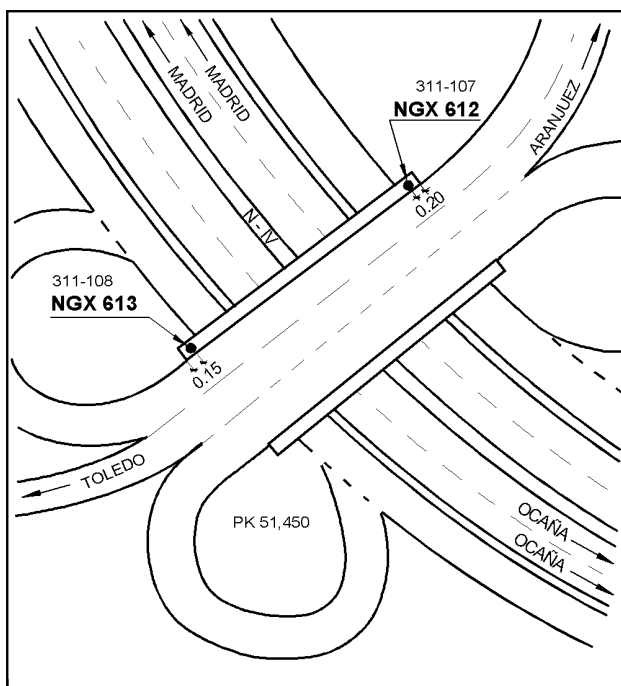 MADRID
MADRID
ARANJUEZ
311-107
NGX 612
0.20
N-IV
311-108
NGX 613
0.15
TOLEDO
PK 51,450
OCAÑA
OCAÑA